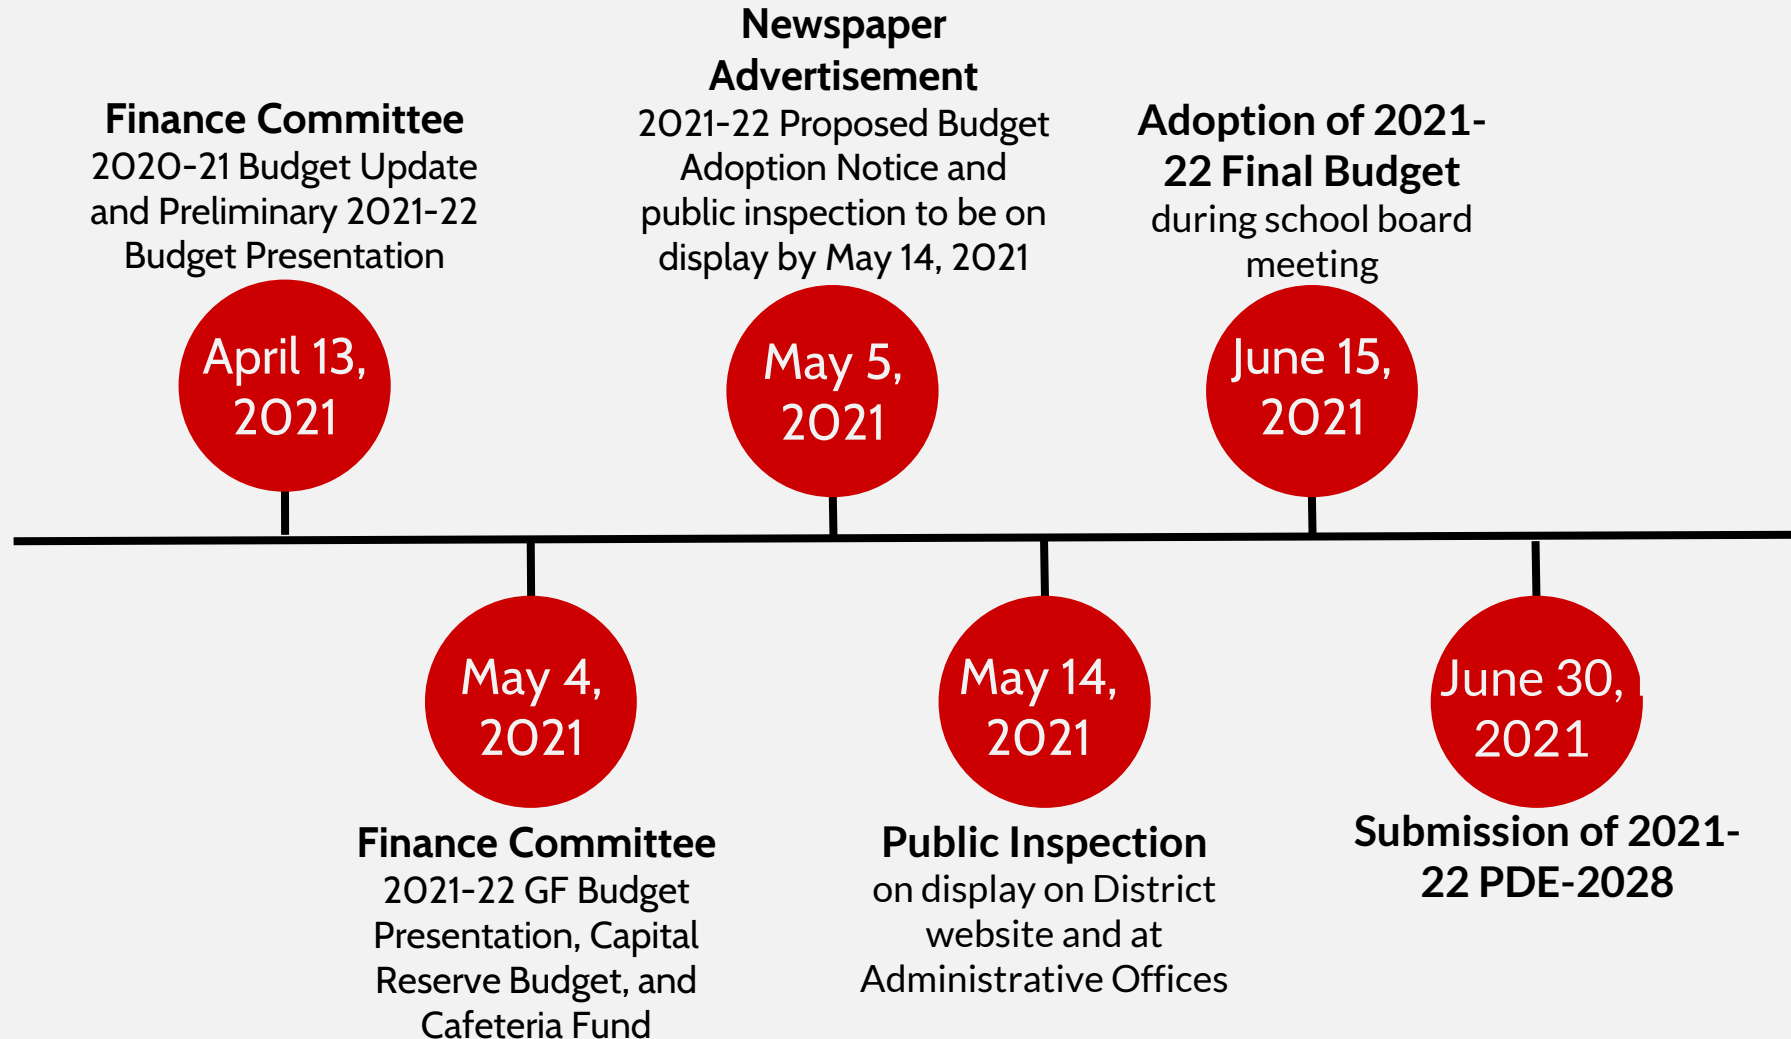 Finance Committee
2020-21 Budget Update
and Preliminary 2021-22
Budget Presentation
April 13,
2021
May 4,
2021
Finance Committee
2021-22 GF Budget
Presentation, Capital
Reserve Budget, and
Cafeteria Fund
Newspaper
Advertisement
2021-22 Proposed Budget
Adoption Notice and
public inspection to be on
display by May 14, 2021
May 5,
2021
May 14,
2021
Public Inspection
on display on District
website and at
Administrative Offices
Adoption of 2021-
22 Final Budget
during school board
meeting
June 15,
2021
June 30,
2021
Submission of 2021-
22 PDE-2028